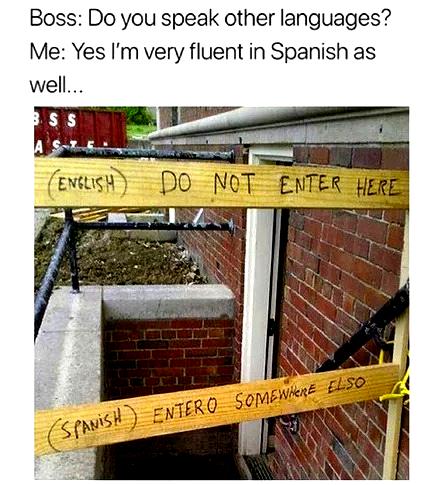 Boss: Do you speak other languages?
Me: Yes I'm very fluent in Spanish as
well...
SS
(ENGLISH) DO NOT ENTER HERE
(SPANISH) ENTERO SOMEWHERE ELSO